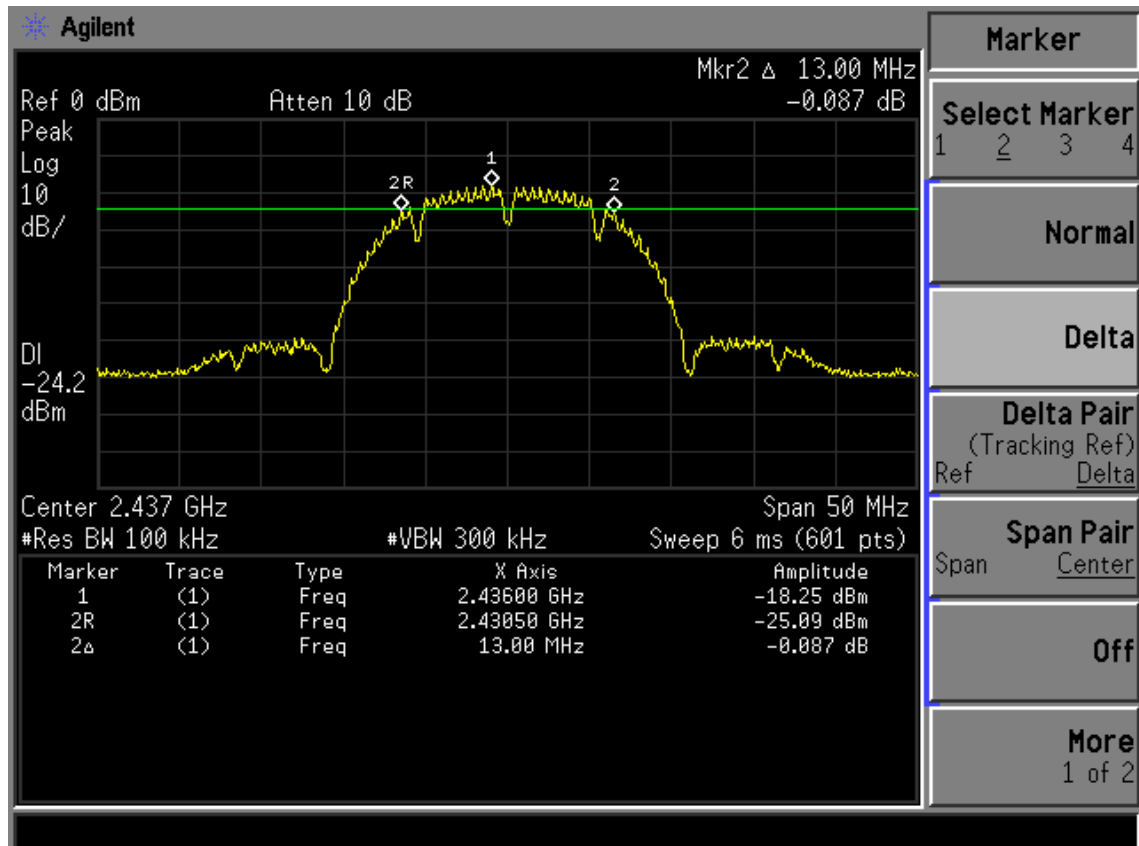 Agilent
Mkr2 Δ 13.00 MHz
Ref 0 dBm Atten 10 dB -0.087 dB
Peak
Log
10
dB/
1
2R
2
DI
-24.2
dBm
Center 2.437 GHz Span 50 MHz
#Res BW 100 kHz #VBW 300 kHz Sweep 6 ms (601 pts)
Marker Trace Type X Axis Amplitude
1 (1) Freq 2.43600 GHz -18.25 dBm
2R (1) Freq 2.43050 GHz -25.09 dBm
2Δ (1) Freq 13.00 MHz -0.087 dB
Marker
Select Marker
1 2 3 4
Normal
Delta
Delta Pair
(Tracking Ref)
Ref Delta
Span Pair
Span Center
Off
More
1 of 2